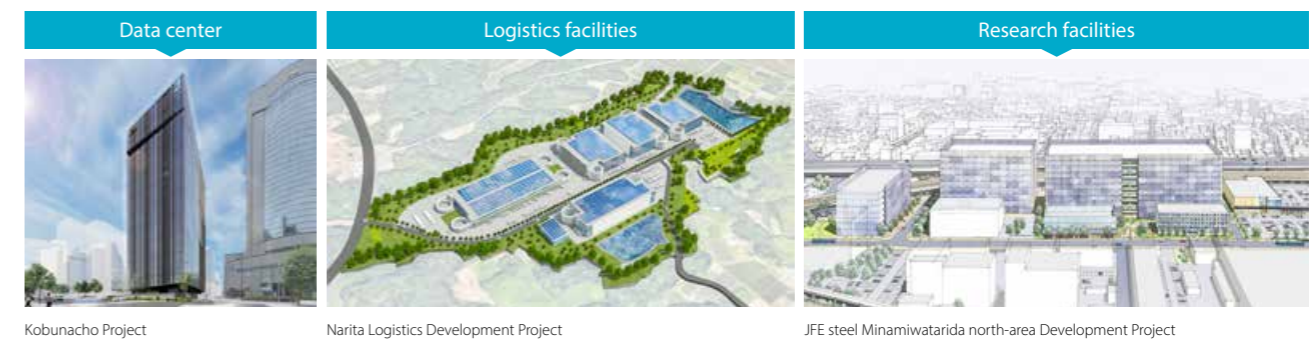 Data center
Logistics facilities
Research facilities
Kobunacho Project
Narita Logistics Development Project
JFE steel Minamiwatarida north-area Development Project